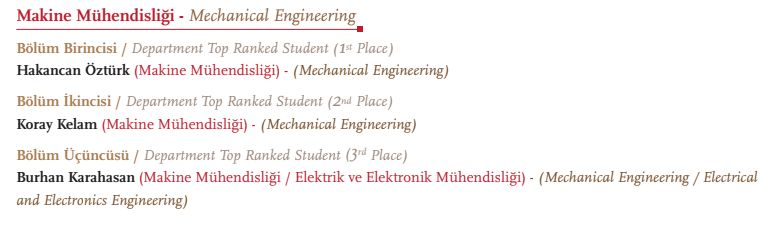 Makine Mühendisliği - Mechanical Engineering
Bölüm Birincisi / Department Top Ranked Student (1st Place)
Hakancan Öztürk (Makine Mühendisliği) - (Mechanical Engineering)
Bölüm İkincisi / Department Top Ranked Student (2nd Place)
Koray Kelam (Makine Mühendisliği) - (Mechanical Engineering)
Bölüm Üçüncüsü / Department Top Ranked Student (3rd Place)
Burhan Karahasan (Makine Mühendisliği / Elektrik ve Elektronik Mühendisliği) - (Mechanical Engineering / Electrical
and Electronics Engineering)